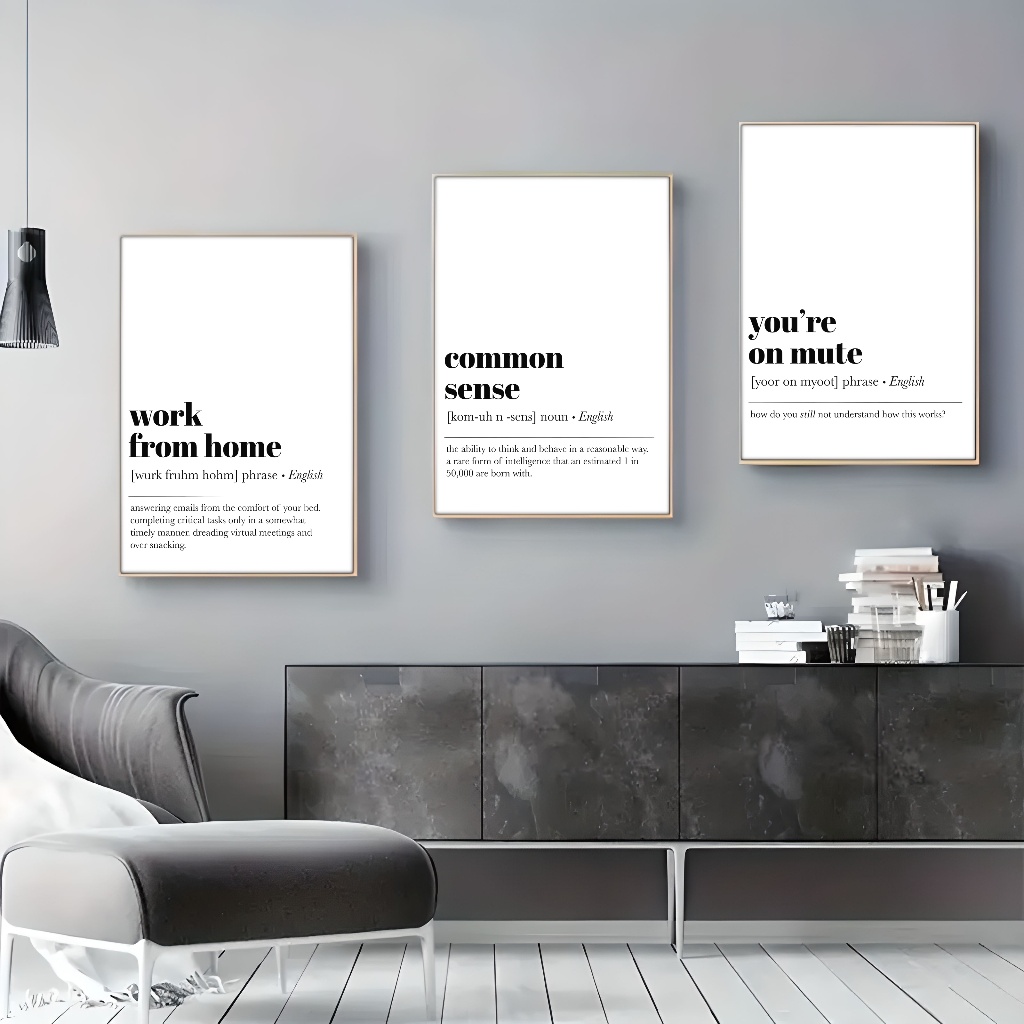 work
from home
[wurk fruhm hohm] phrase • English
answering emails from the comfort of your bed.
completing critical tasks only in a somewhat
timely manner. dreading virtual meetings and
over snacking.
common
sense
[kom-uh n -sens] noun • English
the ability to think and behave in a reasonable way.
a rare form of intelligence that an estimated 1 in
50,000 are born with.
you're
on mute
[yoor on myoot] phrase • English
how do you still not understand how this works?